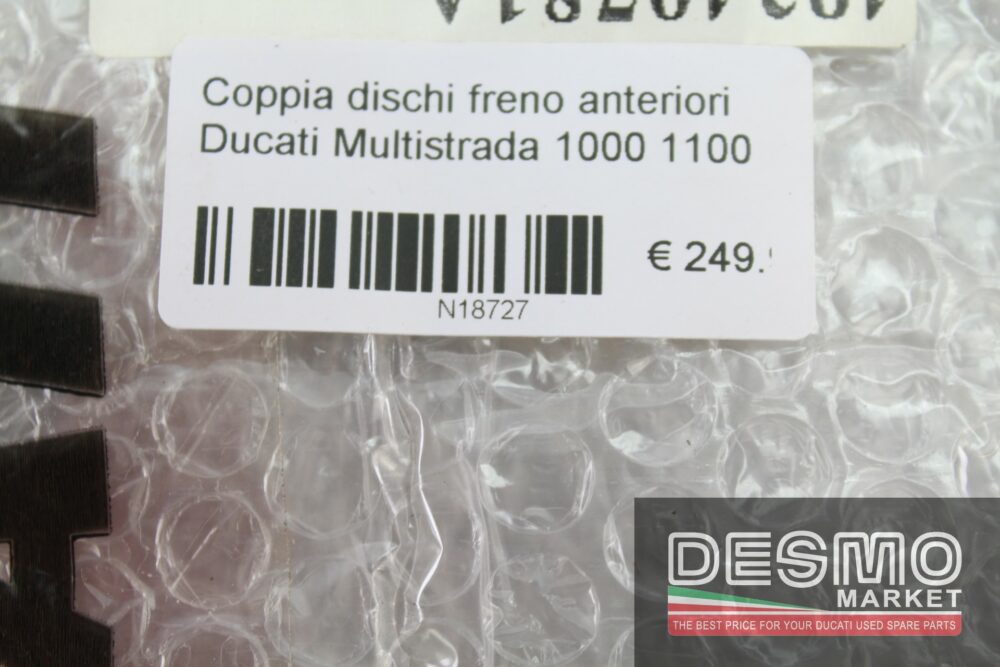 Coppia dischi freno anteriori
Ducati Multistrada 1000 1100
€ 249.
N18727
DESMO
MARKET
THE BEST PRICE FOR YOUR DUCATI USED SPARE PARTS